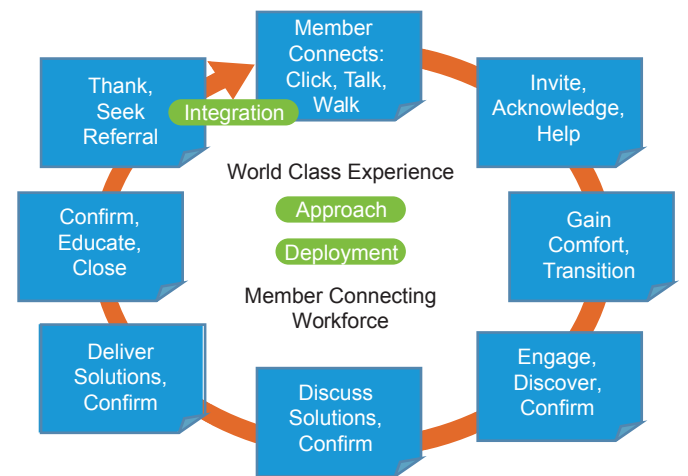 Member
Connects:
Click, Talk,
Walk
Invite,
Acknowledge,
Help
Gain
Comfort,
Transition
Engage,
Discover,
Confirm
Discuss
Solutions,
Confirm
Deliver
Solutions,
Confirm
Confirm,
Educate,
Close
Thank,
Seek
Referral
Integration
World Class Experience
Approach
Deployment
Member Connecting
Workforce